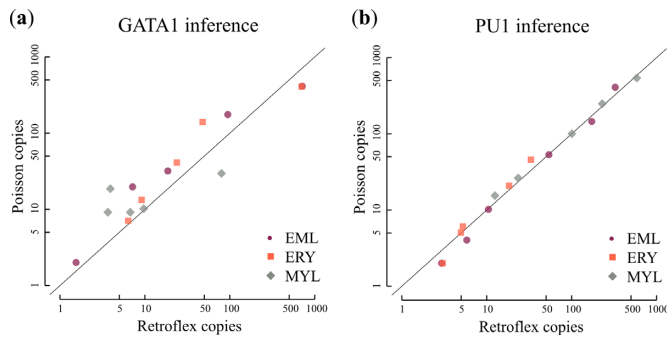 (a) GATA1 inference
Poisson copies
1000
500
100
50
10
5
1
EML
ERY
MYL
1 5 10 50 100 500 1000
Retroflex copies
(b) PU1 inference
Poisson copies
1000
500
100
50
10
5
1
EML
ERY
MYL
1 5 10 50 100 500 1000
Retroflex copies